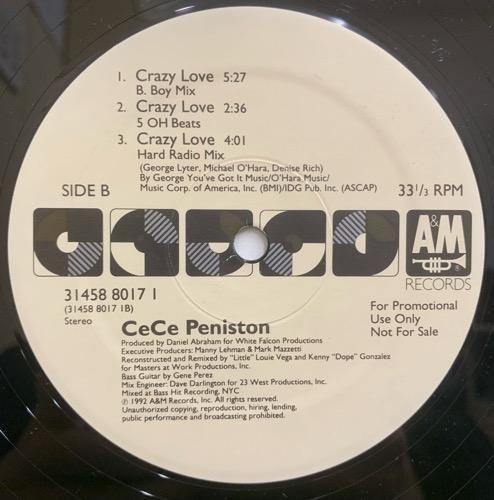 1. Crazy Love 5:27
B. Boy Mix
2. Crazy Love 2:36
5 OH Beats
3. Crazy Love 4:01
Hard Radio Mix
(George Lyter, Michael O'Hara, Denise Rich)
By George You've Got It Music/O'Hara Music/
Music Corp. of America, Inc. (BMI)/IDG Pub. Inc. (ASCAP)
SIDE B
33 1/3 RPM
A&M
RECORDS
31458 8017 1
(31458 8017 1B)
Stereo
For Promotional
Use Only
Not For Sale
CeCe Peniston
Produced by Daniel Abraham for White Falcon Productions
Executive Producers: Manny Lehman & Mark Mazzetti
Reconstructed and Remixed by "Little" Louie Vega and Kenny "Dope" Gonzalez
for Masters at Work Productions, Inc.
Bass Guitar by Gene Perez
Mix Engineer: Dave Darlington for 23 West Productions, Inc.
Mixed at Bass Hit Recording, NYC
℗ 1992 A&M Records, Inc. All rights reserved.
Unauthorized copying, reproduction, hiring, lending,
public performance and broadcasting prohibited.